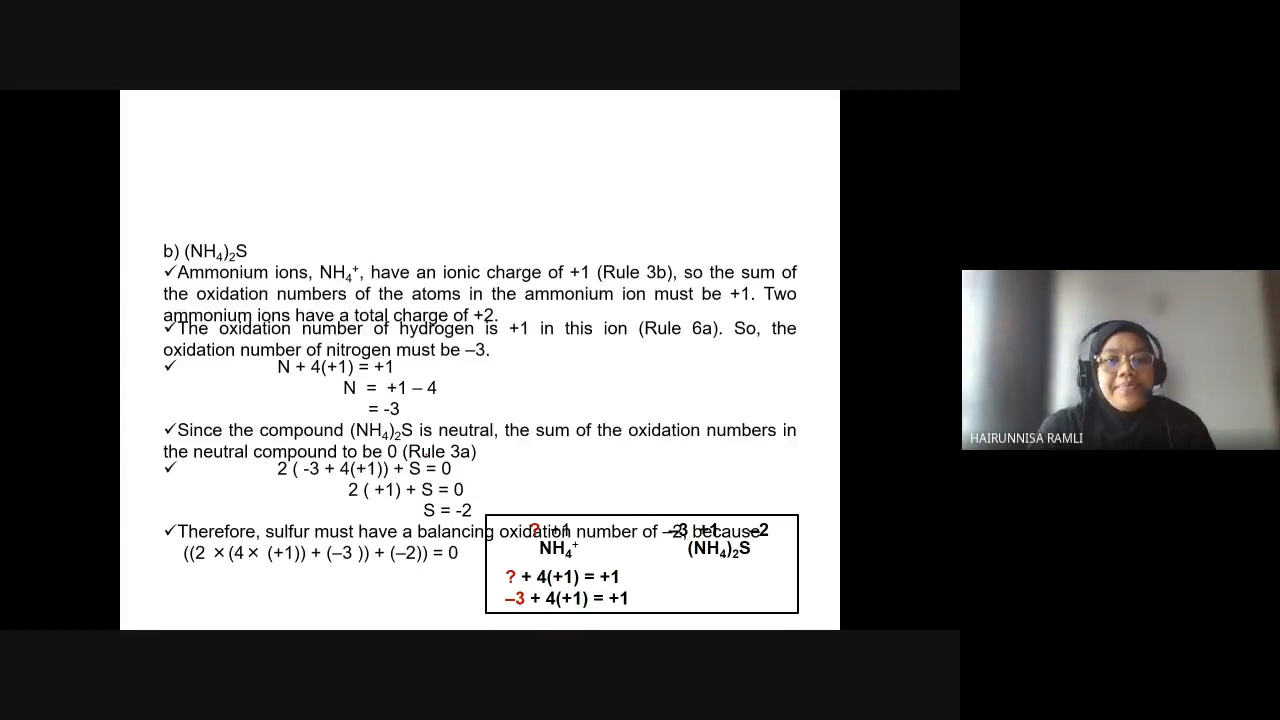 b) (NH₄)₂S
✓Ammonium ions, NH₄⁺, have an ionic charge of +1 (Rule 3b), so the sum of
the oxidation numbers of the atoms in the ammonium ion must be +1. Two
ammonium ions have a total charge of +2.
✓The oxidation number of hydrogen is +1 in this ion (Rule 6a). So, the
oxidation number of nitrogen must be –3.
✓ N + 4(+1) = +1
N = +1 – 4
= -3
✓Since the compound (NH₄)₂S is neutral, the sum of the oxidation numbers in
the neutral compound to be 0 (Rule 3a)
✓ 2 ( -3 + 4(+1)) + S = 0
2 ( +1) + S = 0
S = -2
✓Therefore, sulfur must have a balancing oxidation number of –2, because
((2 ×(4× (+1)) + (–3 )) + (–2)) = 0
? +1 –3 +1 –2
NH₄⁺ (NH₄)₂S
? + 4(+1) = +1
–3 + 4(+1) = +1
HAIRUNNISA RAMLI